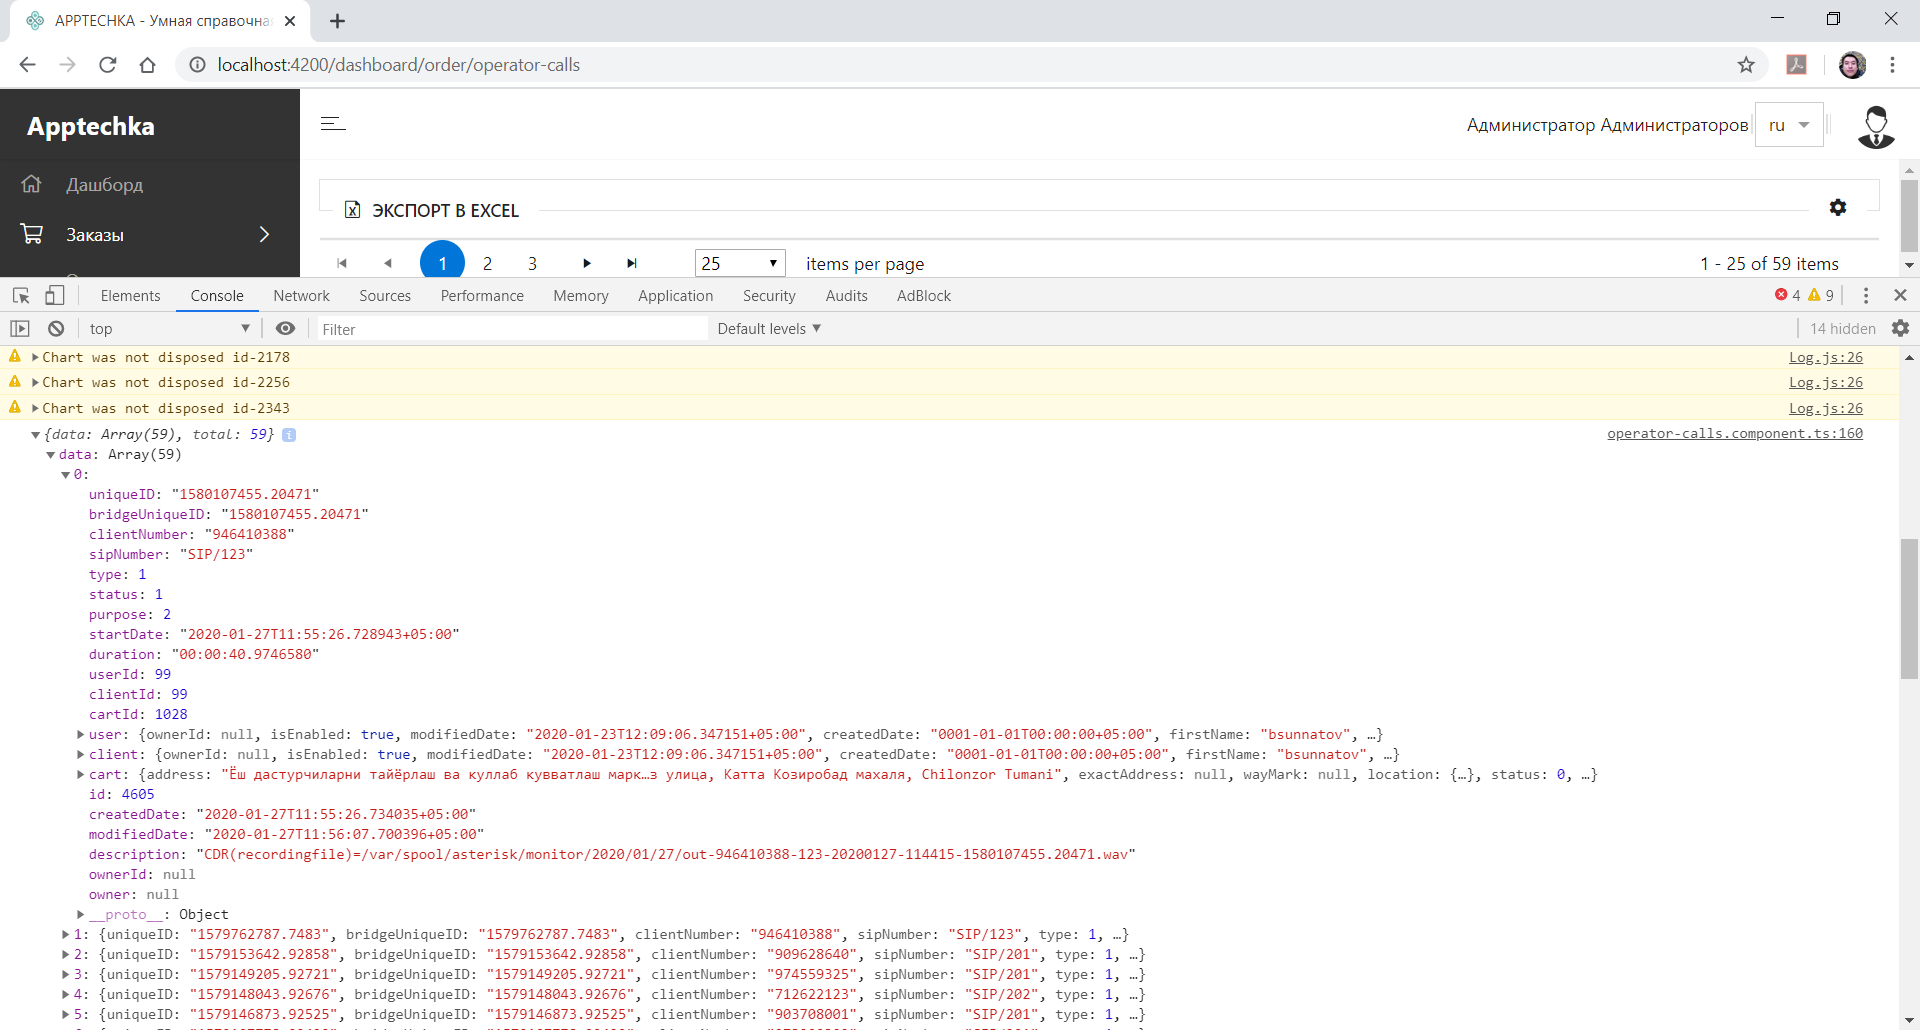 APPTECHKA - Умная справочна
localhost:4200/dashboard/order/operator-calls
Apptechka
Администратор Администраторов
ru
Дашборд
Заказы
ЭКСПОРТ В EXCEL
1 2 3
25
items per page
1 - 25 of 59 items
Elements Console Network Sources Performance Memory Application Security Audits AdBlock
4 9
top
Filter
Default levels
14 hidden
Chart was not disposed id-2178 Log.js:26
Chart was not disposed id-2256 Log.js:26
Chart was not disposed id-2343 Log.js:26
{data: Array(59), total: 59} operator-calls.component.ts:160
data: Array(59)
0:
uniqueID: "1580107455.20471"
bridgeUniqueID: "1580107455.20471"
clientNumber: "946410388"
sipNumber: "SIP/123"
type: 1
status: 1
purpose: 2
startDate: "2020-01-27T11:55:26.728943+05:00"
duration: "00:00:40.9746580"
userId: 99
clientId: 99
cartId: 1028
user: {ownerId: null, isEnabled: true, modifiedDate: "2020-01-23T12:09:06.347151+05:00", createdDate: "0001-01-01T00:00:00+05:00", firstName: "bsunnatov", …}
client: {ownerId: null, isEnabled: true, modifiedDate: "2020-01-23T12:09:06.347151+05:00", createdDate: "0001-01-01T00:00:00+05:00", firstName: "bsunnatov", …}
cart: {address: "Ёш дастурчиларни тайёрлаш ва куллаб кувватлаш марк…з улица, Катта Козиробад махаля, Chilonzor Tumani", exactAddress: null, wayMark: null, location: {…}, status: 0, …}
id: 4605
createdDate: "2020-01-27T11:55:26.734035+05:00"
modifiedDate: "2020-01-27T11:56:07.700396+05:00"
description: "CDR(recordingfile)=/var/spool/asterisk/monitor/2020/01/27/out-946410388-123-20200127-114415-1580107455.20471.wav"
ownerId: null
owner: null
__proto__: Object
1: {uniqueID: "1579762787.7483", bridgeUniqueID: "1579762787.7483", clientNumber: "946410388", sipNumber: "SIP/123", type: 1, …}
2: {uniqueID: "1579153642.92858", bridgeUniqueID: "1579153642.92858", clientNumber: "909628640", sipNumber: "SIP/201", type: 1, …}
3: {uniqueID: "1579149205.92721", bridgeUniqueID: "1579149205.92721", clientNumber: "974559325", sipNumber: "SIP/201", type: 1, …}
4: {uniqueID: "1579148043.92676", bridgeUniqueID: "1579148043.92676", clientNumber: "712622123", sipNumber: "SIP/202", type: 1, …}
5: {uniqueID: "1579146873.92525", bridgeUniqueID: "1579146873.92525", clientNumber: "903708001", sipNumber: "SIP/201", type: 1, …}